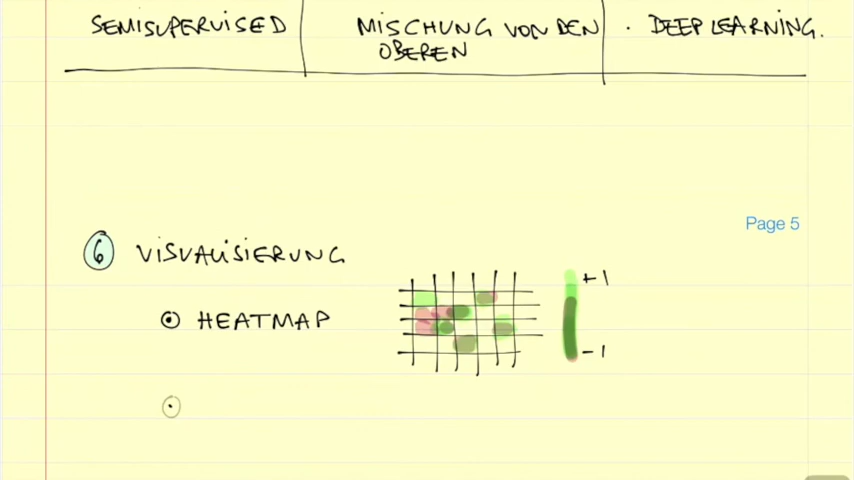 SEMISUPERVISED
MISCHUNG VON DEN
OBEREN
· DEEP LEARNING.
Page 5
6 VISUALISIERUNG
+1
HEATMAP
-1